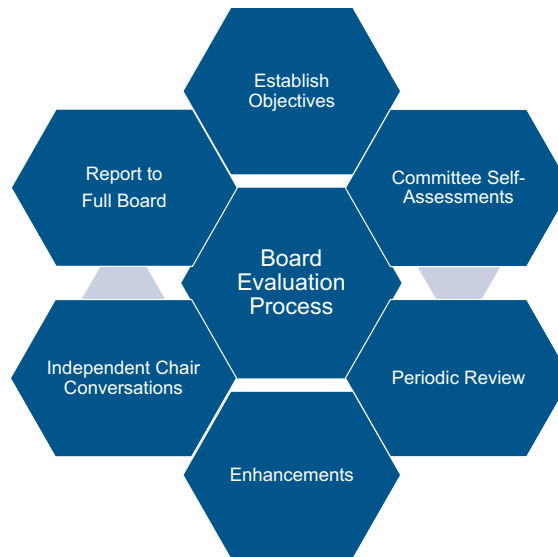 Establish
Objectives
Report to
Full Board
Committee Self-
Assessments
Board
Evaluation
Process
Independent Chair
Conversations
Periodic Review
Enhancements